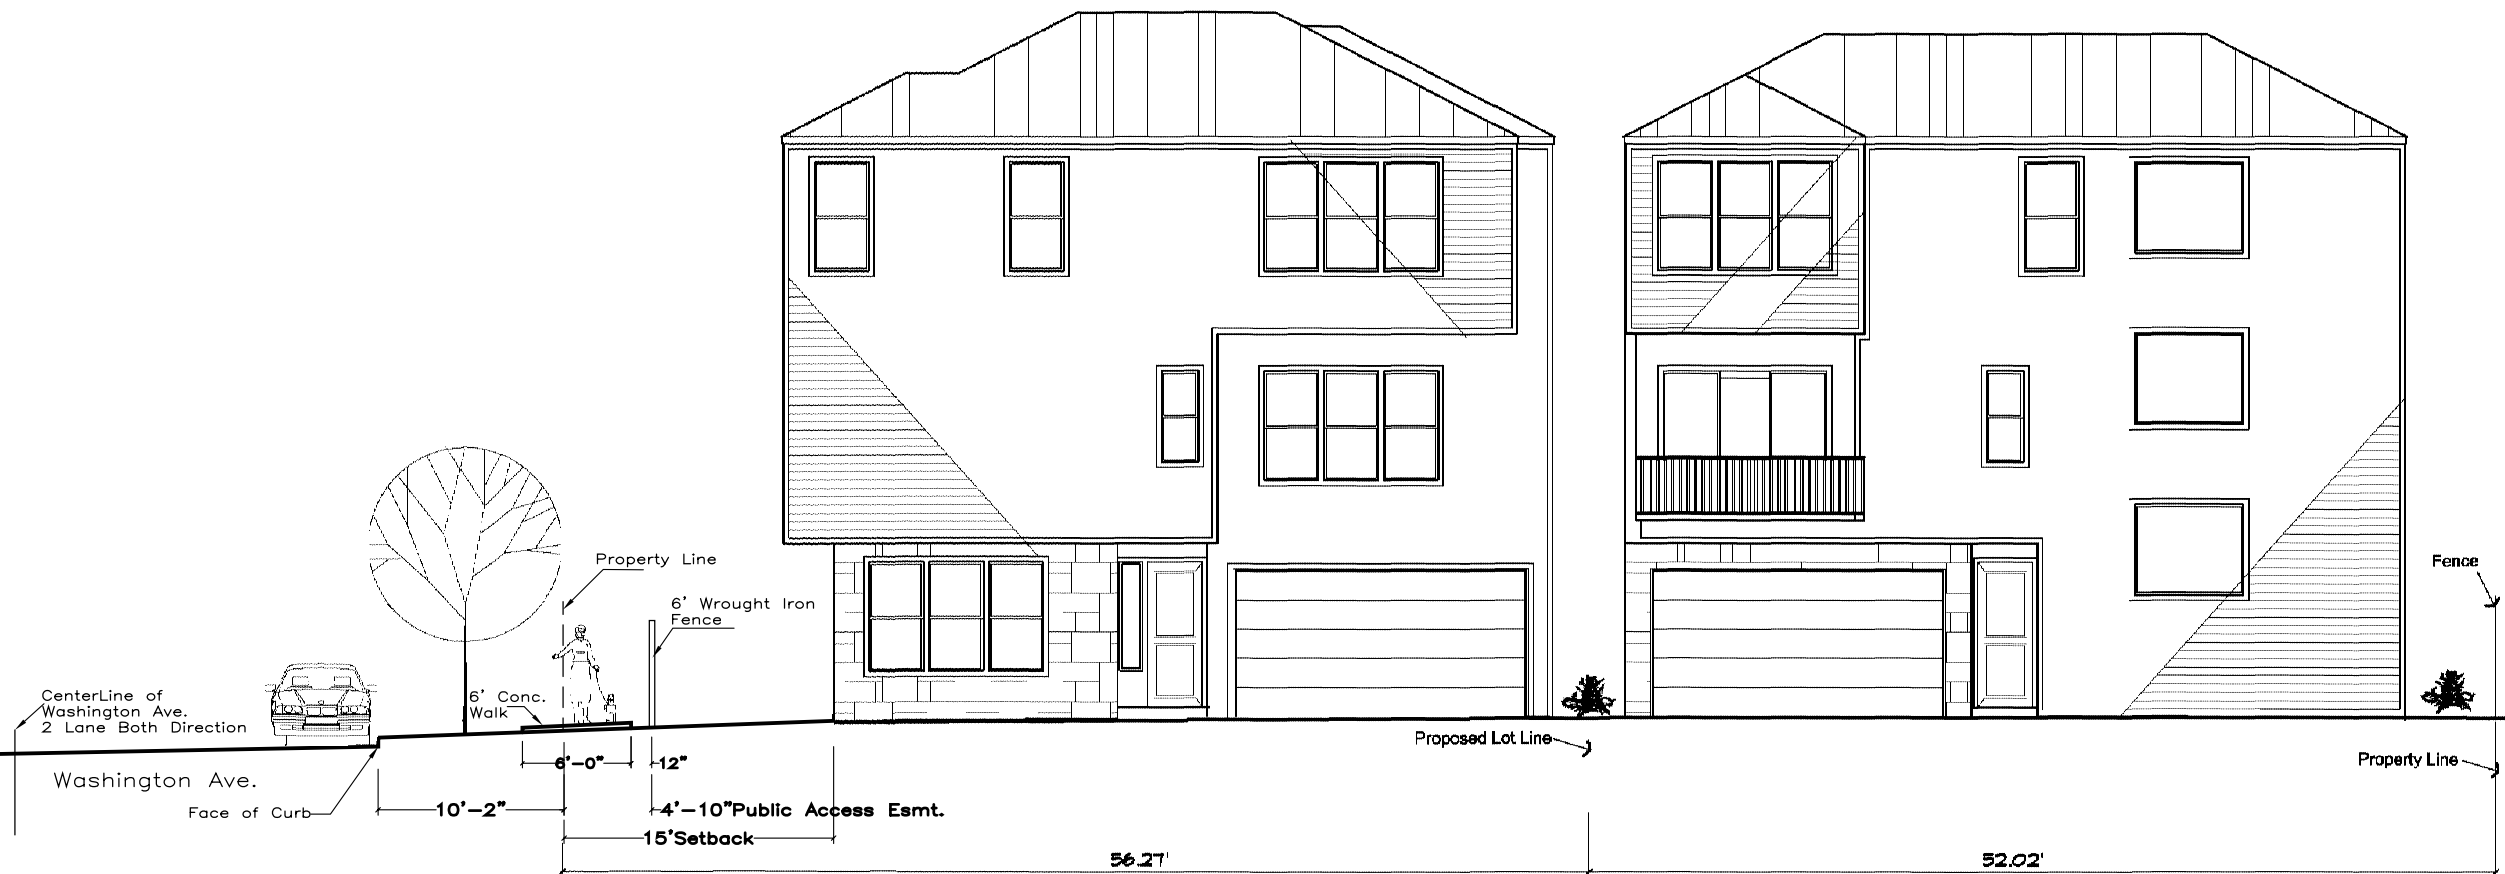 Property Line
6' Wrought Iron
Fence
Fence
CenterLine of
Washington Ave.
2 Lane Both Direction
6' Conc.
Walk
Proposed Lot Line
Property Line
6'-0"
12"
Washington Ave.
Face of Curb
10'-2"
4'-10"Public Access Esmt.
15'Setback
56.27'
52.02'